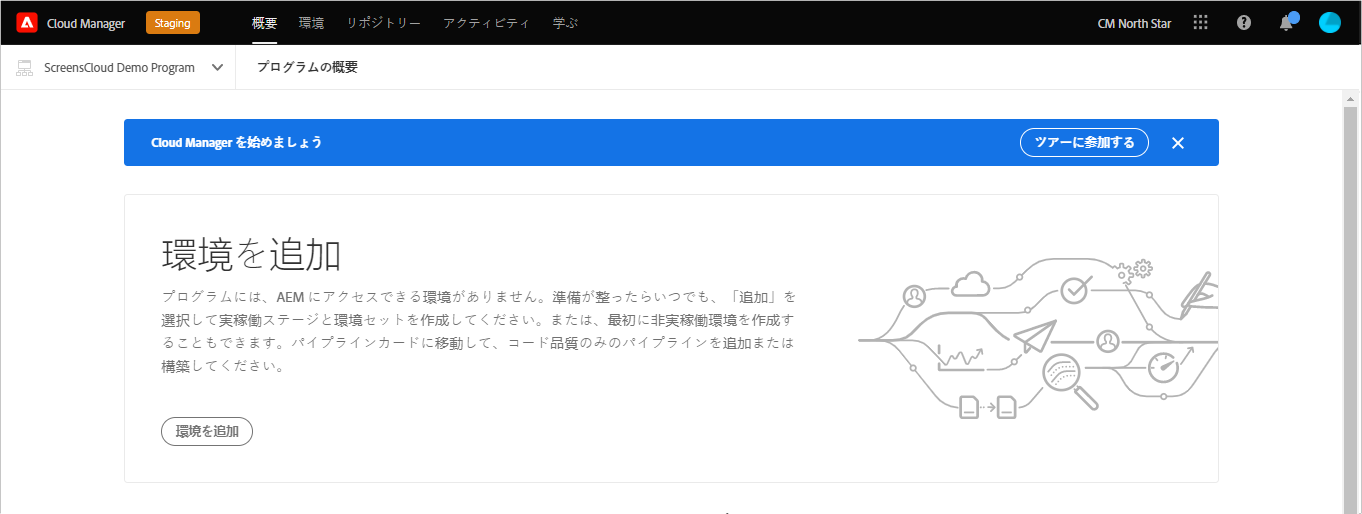 Cloud Manager Staging 概要 環境 リポジトリー アクティビティ 学ぶ CM North Star
ScreensCloud Demo Program プログラムの概要
Cloud Manager を始めましょう ツアーに参加する
環境を追加
プログラムには、AEM にアクセスできる環境がありません。準備が整ったらいつでも、「追加」を
選択して実稼働ステージと環境セットを作成してください。または、最初に非実稼働環境を作成す
ることもできます。パイプラインカードに移動して、コード品質のみのパイプラインを追加または
構築してください。
環境を追加